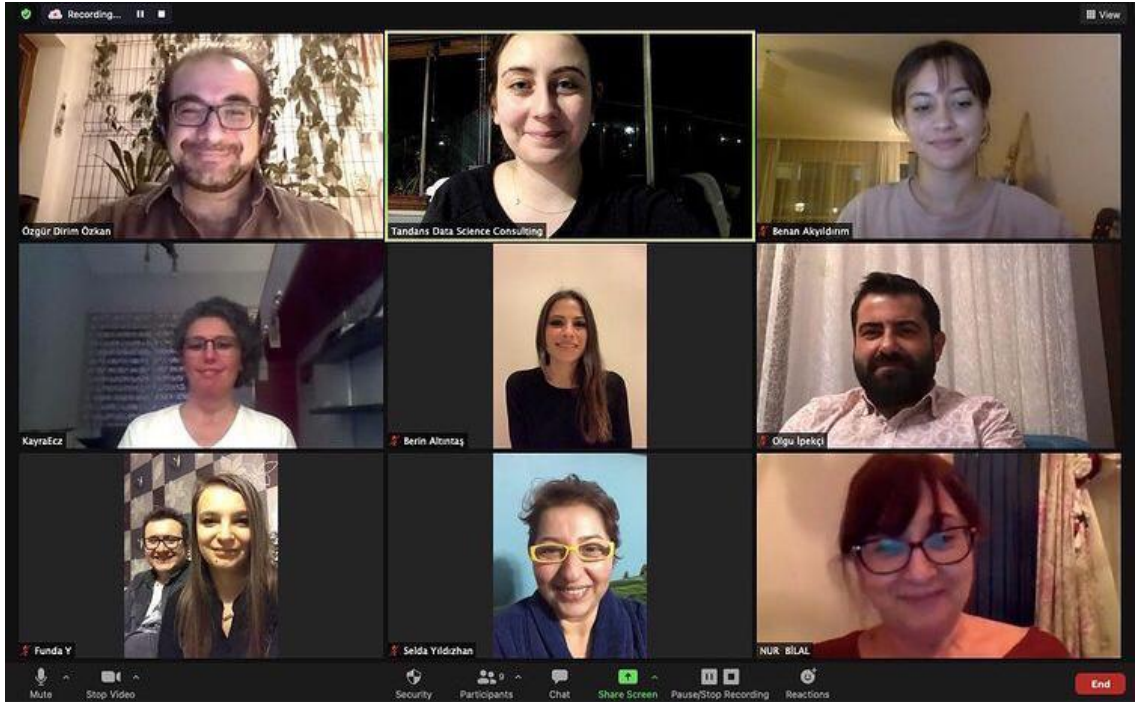 Recording...
View
Özgür Dirim Özkan
Tandans Data Science Consulting
Benan Akyıldırım
KayraEcz
Berin Altıntaş
Olgu İpekçi
Funda Y
Selda Yıldızhan
NUR BİLAL
Mute
Stop Video
Security
Participants
9
Chat
Share Screen
Pause/Stop Recording
Reactions
End